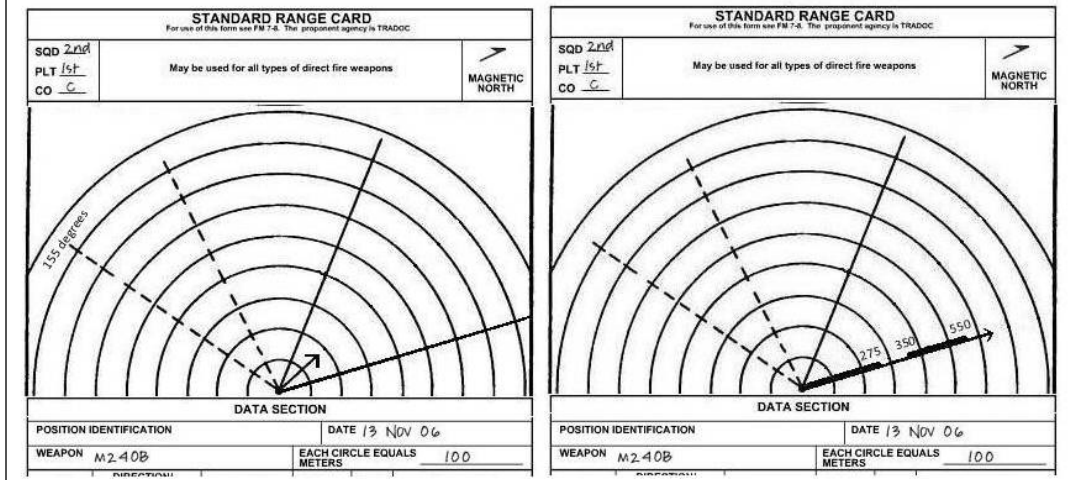 STANDARD RANGE CARD
For use of this form see FM 7-8. The proponent agency is TRADOC
SQD 2nd
PLT 1st
CO C
May be used for all types of direct fire weapons
MAGNETIC
NORTH
155 degrees
DATA SECTION
POSITION IDENTIFICATION
DATE 13 NOV 06
WEAPON M240B
EACH CIRCLE EQUALS
METERS 100
DIRECTION/
STANDARD RANGE CARD
For use of this form see FM 7-8. The proponent agency is TRADOC
SQD 2nd
PLT 1st
CO C
May be used for all types of direct fire weapons
MAGNETIC
NORTH
275 350 550
DATA SECTION
POSITION IDENTIFICATION
DATE 13 NOV 06
WEAPON M240B
EACH CIRCLE EQUALS
METERS 100
DIRECTION/